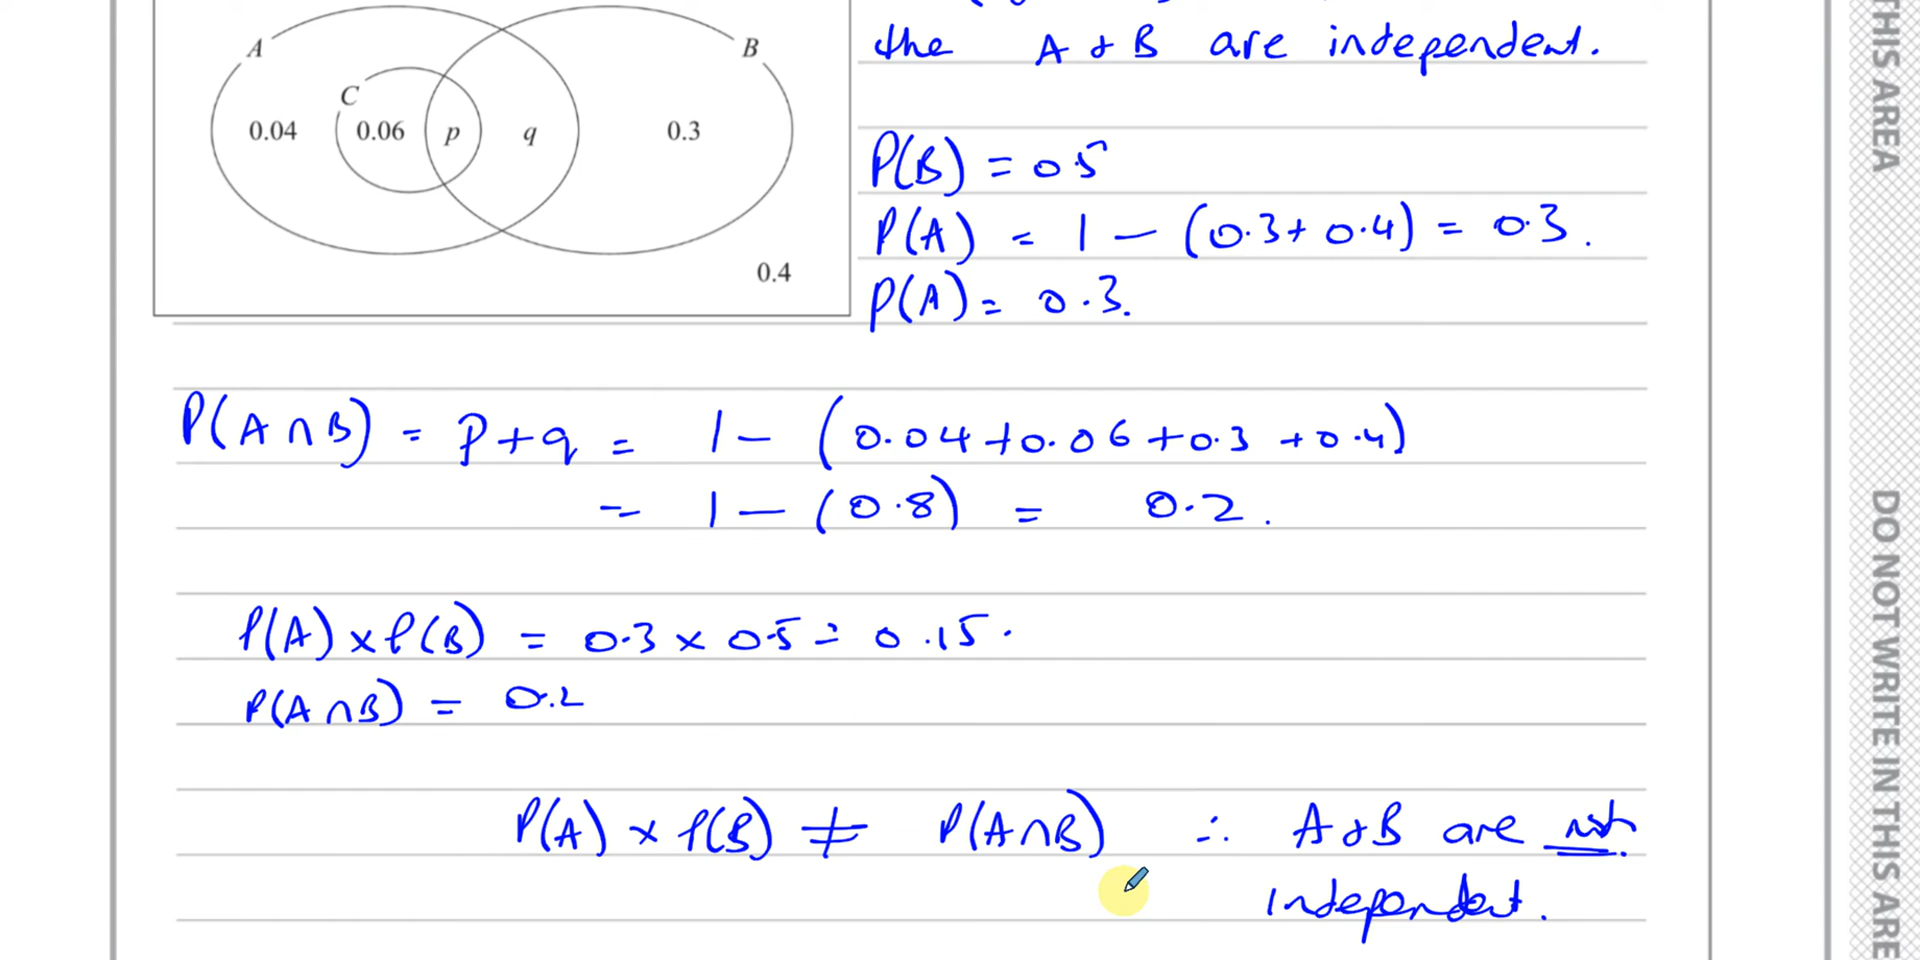 the A & B are independent.
A
B
C
0.04
0.06
p
q
0.3
0.4
P(B) = 0.5
P(A) = 1 – (0.3+0.4) = 0.3.
P(A) = 0.3.
P(A∩B) = p+q = 1 – (0.04+0.06+0.3+0.4)
= 1 – (0.8) = 0.2.
P(A) x P(B) = 0.3 x 0.5 = 0.15.
P(A∩B) = 0.2
P(A) x P(B) ≠ P(A∩B) ∴ A & B are not
independent.
THIS AREA
DO NOT WRITE IN THIS ARE